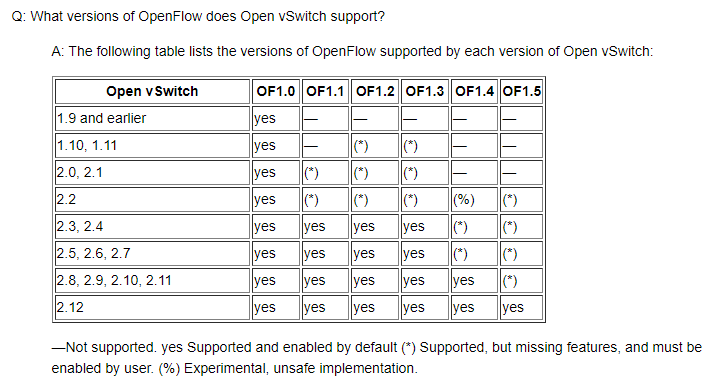 Q: What versions of OpenFlow does Open vSwitch support?
A: The following table lists the versions of OpenFlow supported by each version of Open vSwitch:
Open vSwitch OF1.0 OF1.1 OF1.2 OF1.3 OF1.4 OF1.5
1.9 and earlier yes — — — — —
1.10, 1.11 yes — (*) (*) — —
2.0, 2.1 yes (*) (*) (*) — —
2.2 yes (*) (*) (*) (%) (*)
2.3, 2.4 yes yes yes yes (*) (*)
2.5, 2.6, 2.7 yes yes yes yes (*) (*)
2.8, 2.9, 2.10, 2.11 yes yes yes yes yes (*)
2.12 yes yes yes yes yes yes
—Not supported. yes Supported and enabled by default (*) Supported, but missing features, and must be
enabled by user. (%) Experimental, unsafe implementation.